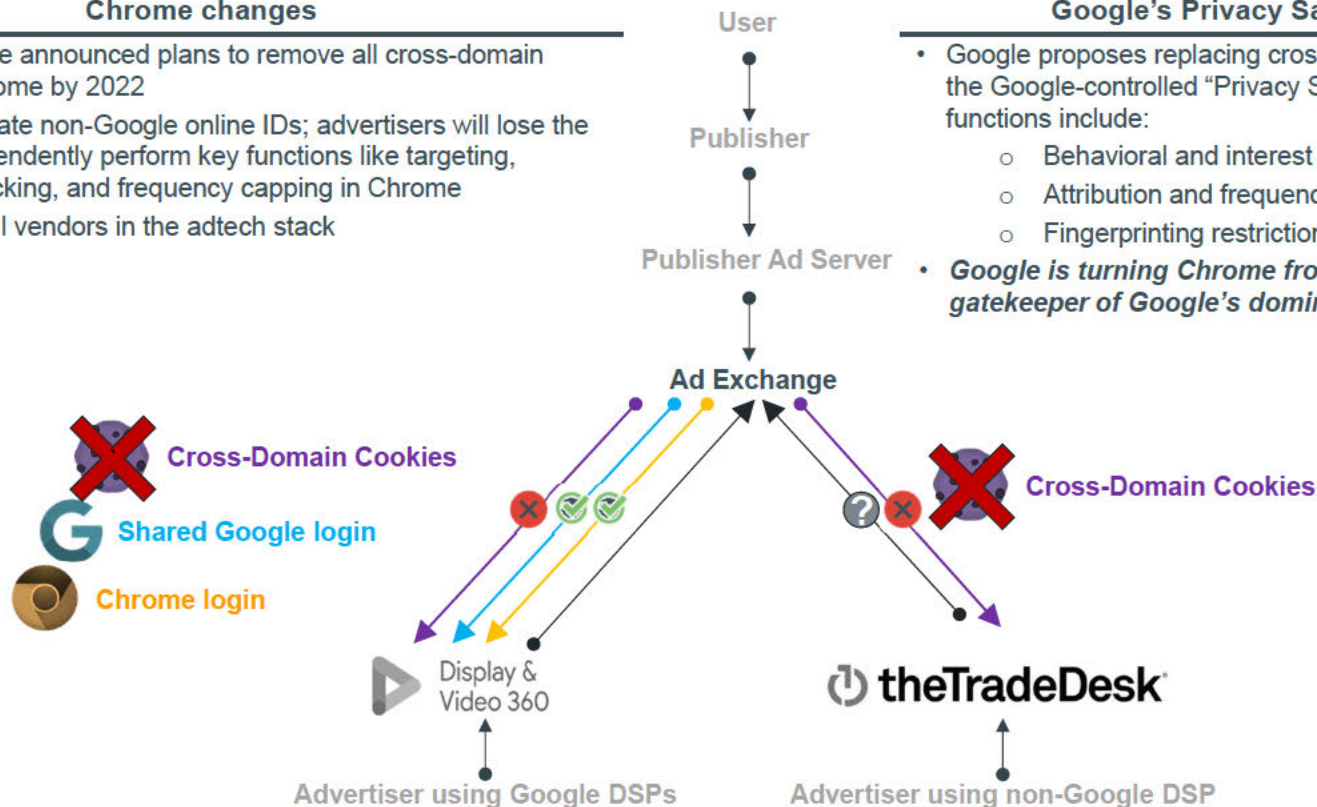 Chrome changes
e announced plans to remove all cross-domain
ome by 2022
ate non-Google online IDs; advertisers will lose the
endently perform key functions like targeting,
cking, and frequency capping in Chrome
l vendors in the adtech stack
User
Publisher
Publisher Ad Server
Ad Exchange
Google's Privacy Sa
• Google proposes replacing cros
the Google-controlled "Privacy S
functions include:
o Behavioral and interest
o Attribution and frequenc
o Fingerprinting restriction
• Google is turning Chrome fro
gatekeeper of Google's domi
Cross-Domain Cookies
Shared Google login
Chrome login
?
Cross-Domain Cookies
Display &
Video 360
theTradeDesk
Advertiser using Google DSPs
Advertiser using non-Google DSP